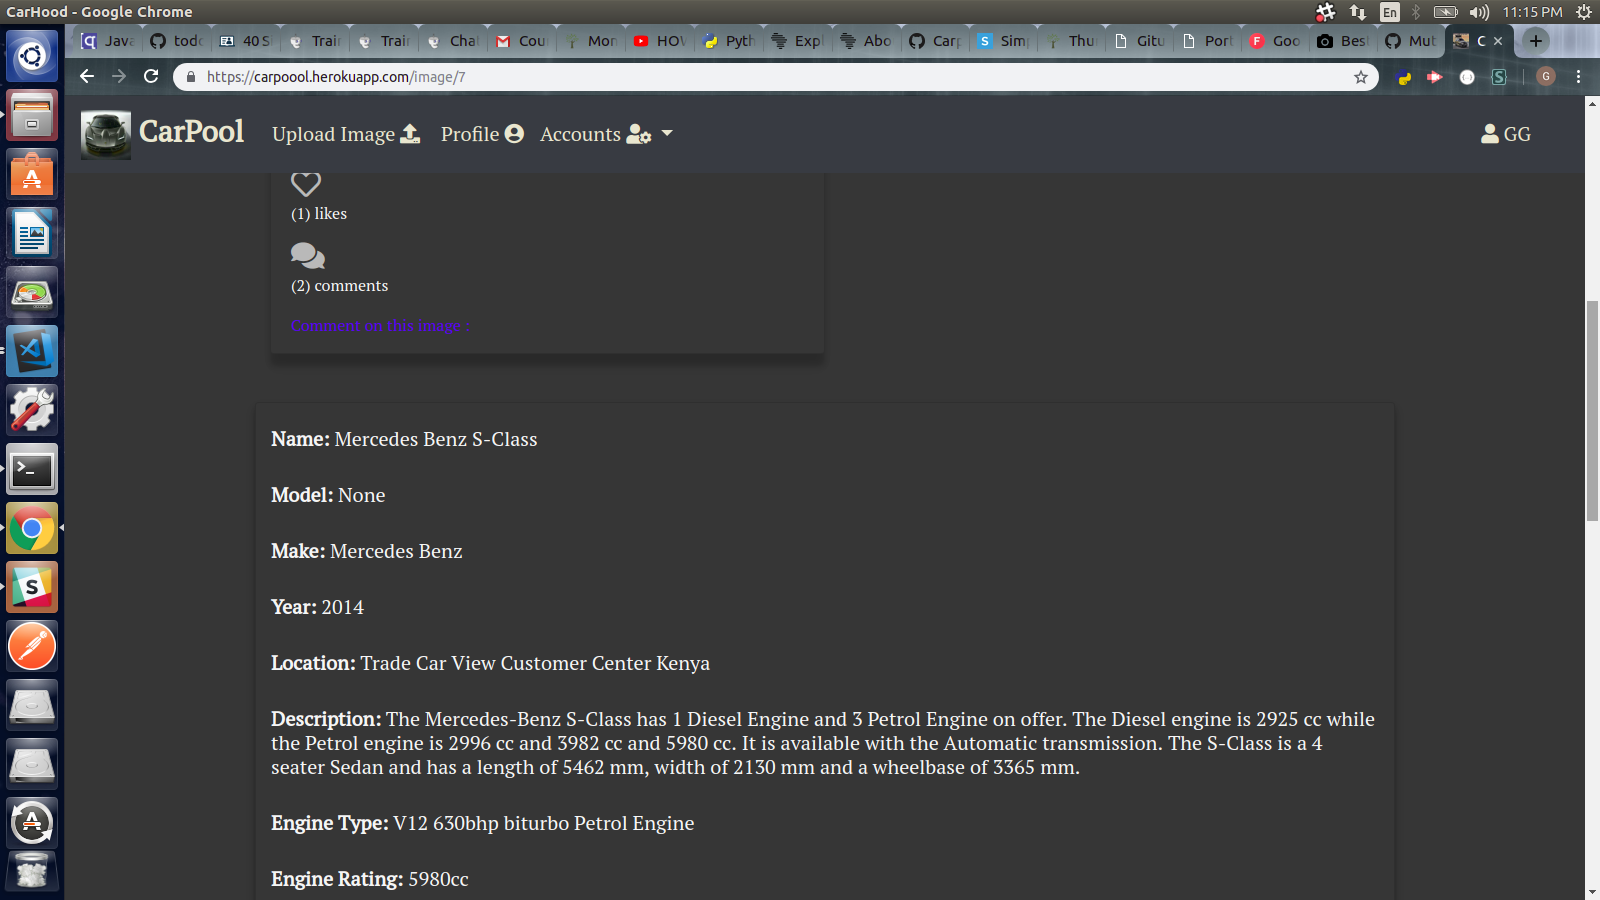 CarHood - Google Chrome
En
11:15 PM
Java
todo
40 S
Train
Train
Chat
Cou
Mon
HOW
Pyth
Expl
Abo
Carp
Simp
Thur
Gitu
Port
Goo
Best
Mut
C
https://carpoool.herokuapp.com/image/7
G
CarPool
Upload Image
Profile
Accounts
GG
(1) likes
(2) comments
Comment on this image :
Name: Mercedes Benz S-Class
Model: None
Make: Mercedes Benz
Year: 2014
Location: Trade Car View Customer Center Kenya
Description: The Mercedes-Benz S-Class has 1 Diesel Engine and 3 Petrol Engine on offer. The Diesel engine is 2925 cc while
the Petrol engine is 2996 cc and 3982 cc and 5980 cc. It is available with the Automatic transmission. The S-Class is a 4
seater Sedan and has a length of 5462 mm, width of 2130 mm and a wheelbase of 3365 mm.
Engine Type: V12 630bhp biturbo Petrol Engine
Engine Rating: 5980cc